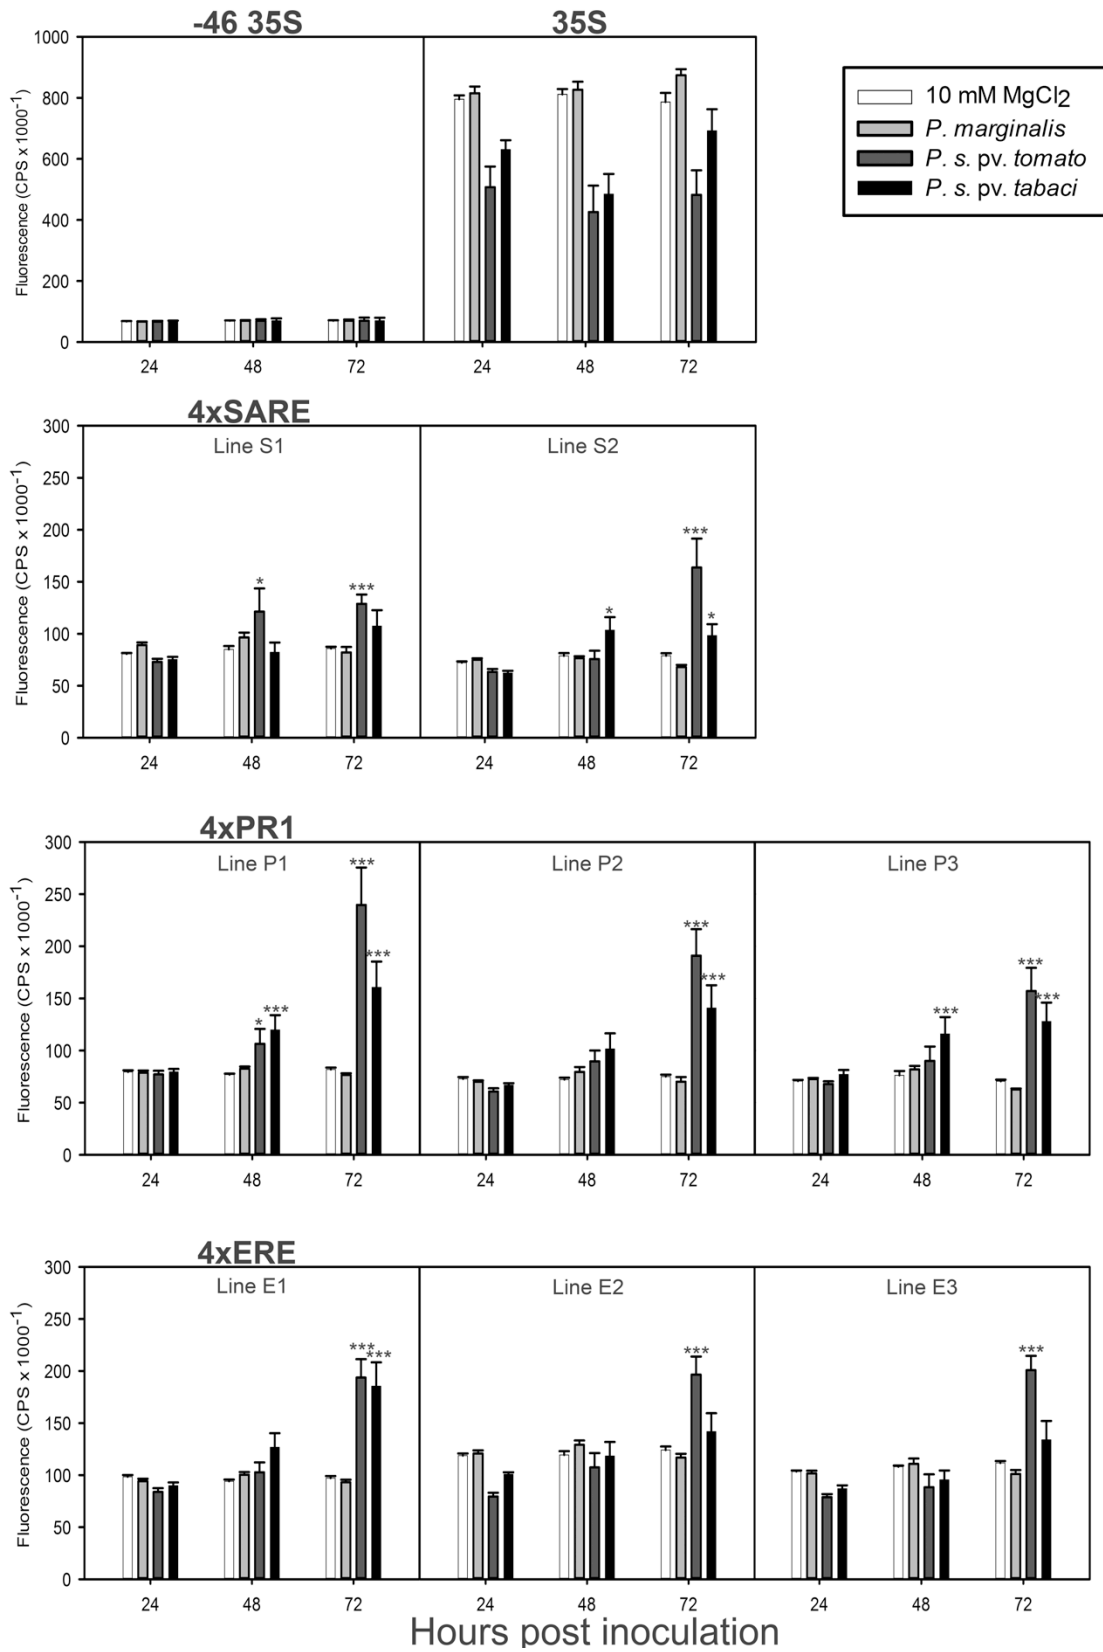 -46 35S 35S
1000
800
600
400
200
0
Fluorescence (CPS x 1000-1)
24 48 72 24 48 72
10 mM MgCl2
P. marginalis
P. s. pv. tomato
P. s. pv. tabaci
4xSARE
Line S1 Line S2
300
250
200
150
100
50
0
Fluorescence (CPS x 1000-1)
* *** * *** *
24 48 72 24 48 72
4xPR1
Line P1 Line P2 Line P3
300
250
200
150
100
50
0
Fluorescence (CPS x 1000-1)
* *** *** *** *** *** *** *** ***
24 48 72 24 48 72 24 48 72
4xERE
Line E1 Line E2 Line E3
300
250
200
150
100
50
0
Fluorescence (CPS x 1000-1)
*** *** *** ***
24 48 72 24 48 72 24 48 72
Hours post inoculation